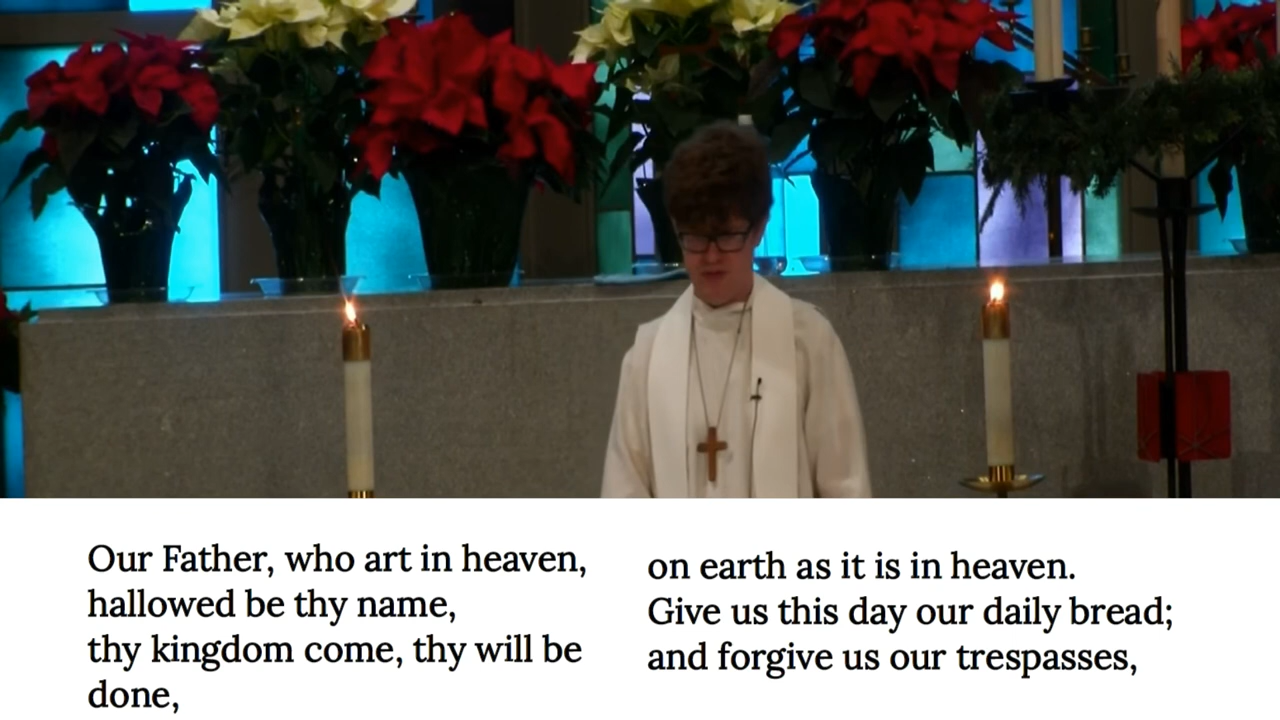 Our Father, who art in heaven,
hallowed be thy name,
thy kingdom come, thy will be
done,
on earth as it is in heaven.
Give us this day our daily bread;
and forgive us our trespasses,